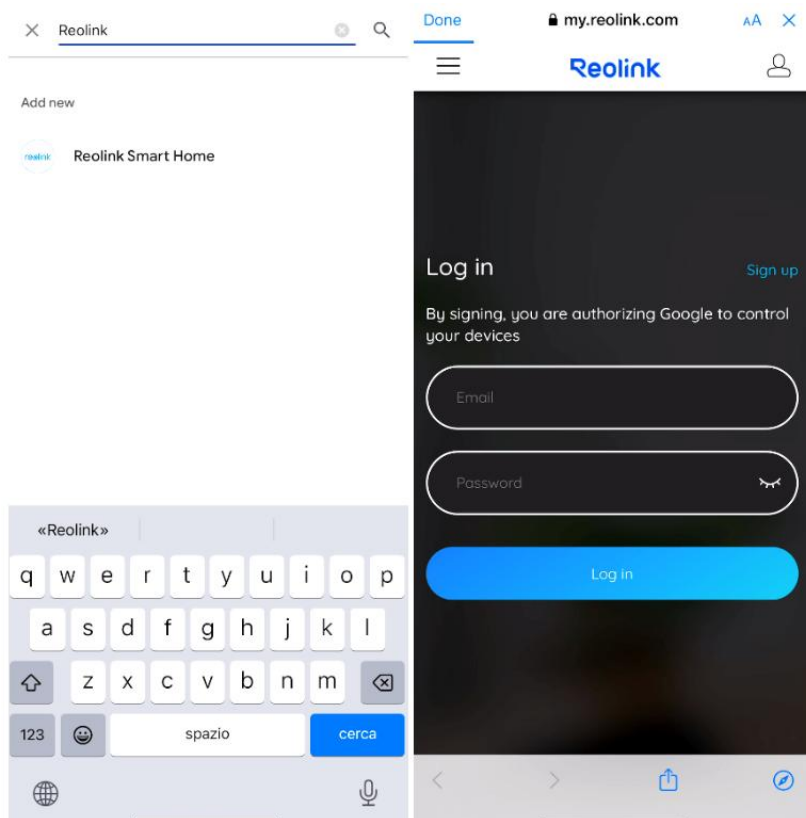 Reolink
Add new
reolink
Reolink Smart Home
«Reolink»
q w e r t y u i o p
a s d f g h j k l
z x c v b n m
123 spazio cerca
Done my.reolink.com AA
Reolink
Log in Sign up
By signing, you are authorizing Google to control
your devices
Email
Password
Log in